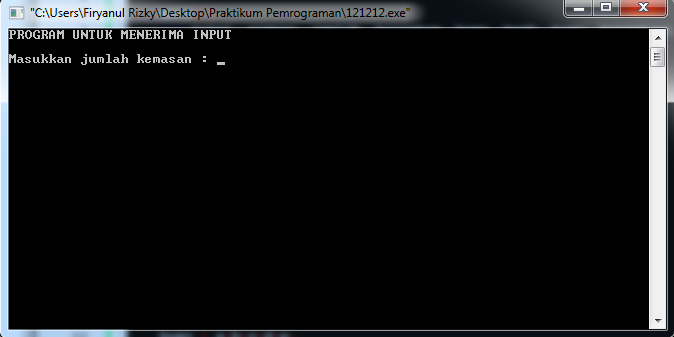 "C:\Users\Firyanul Rizky\Desktop\Praktikum Pemrograman\121212.exe"
PROGRAM UNTUK MENERIMA INPUT
Masukkan jumlah kemasan : _